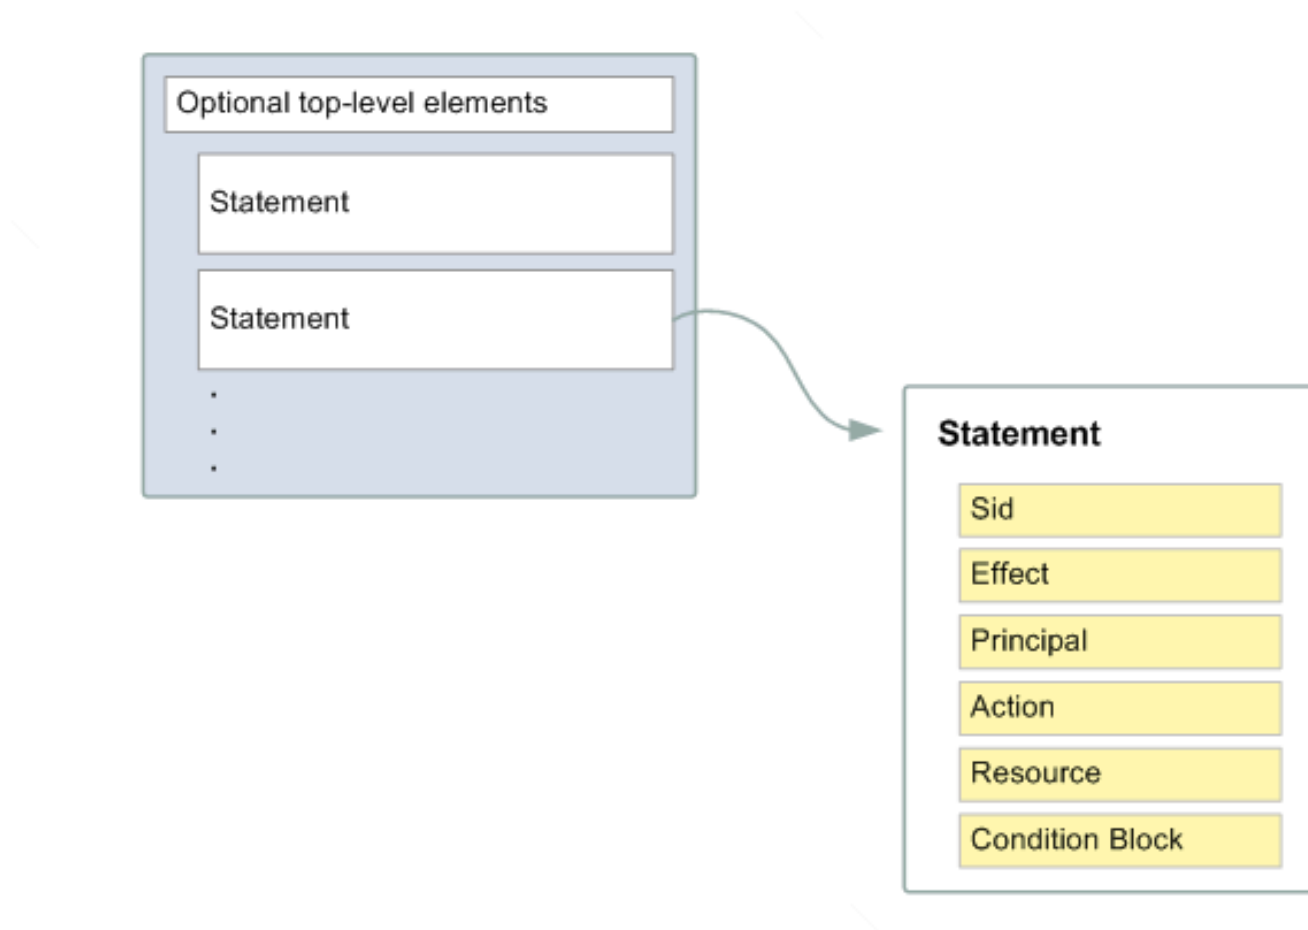 Optional top-level elements
Statement
Statement
.
.
.
Statement
Sid
Effect
Principal
Action
Resource
Condition Block